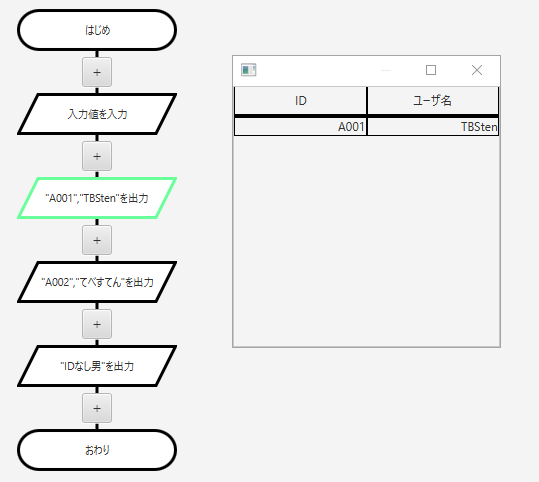 はじめ
+
入力値を入力
+
"A001","TBSten"を出力
+
"A002","てべすてん"を出力
+
"IDなし男"を出力
+
おわり
ID ユーザ名
A001 TBSten